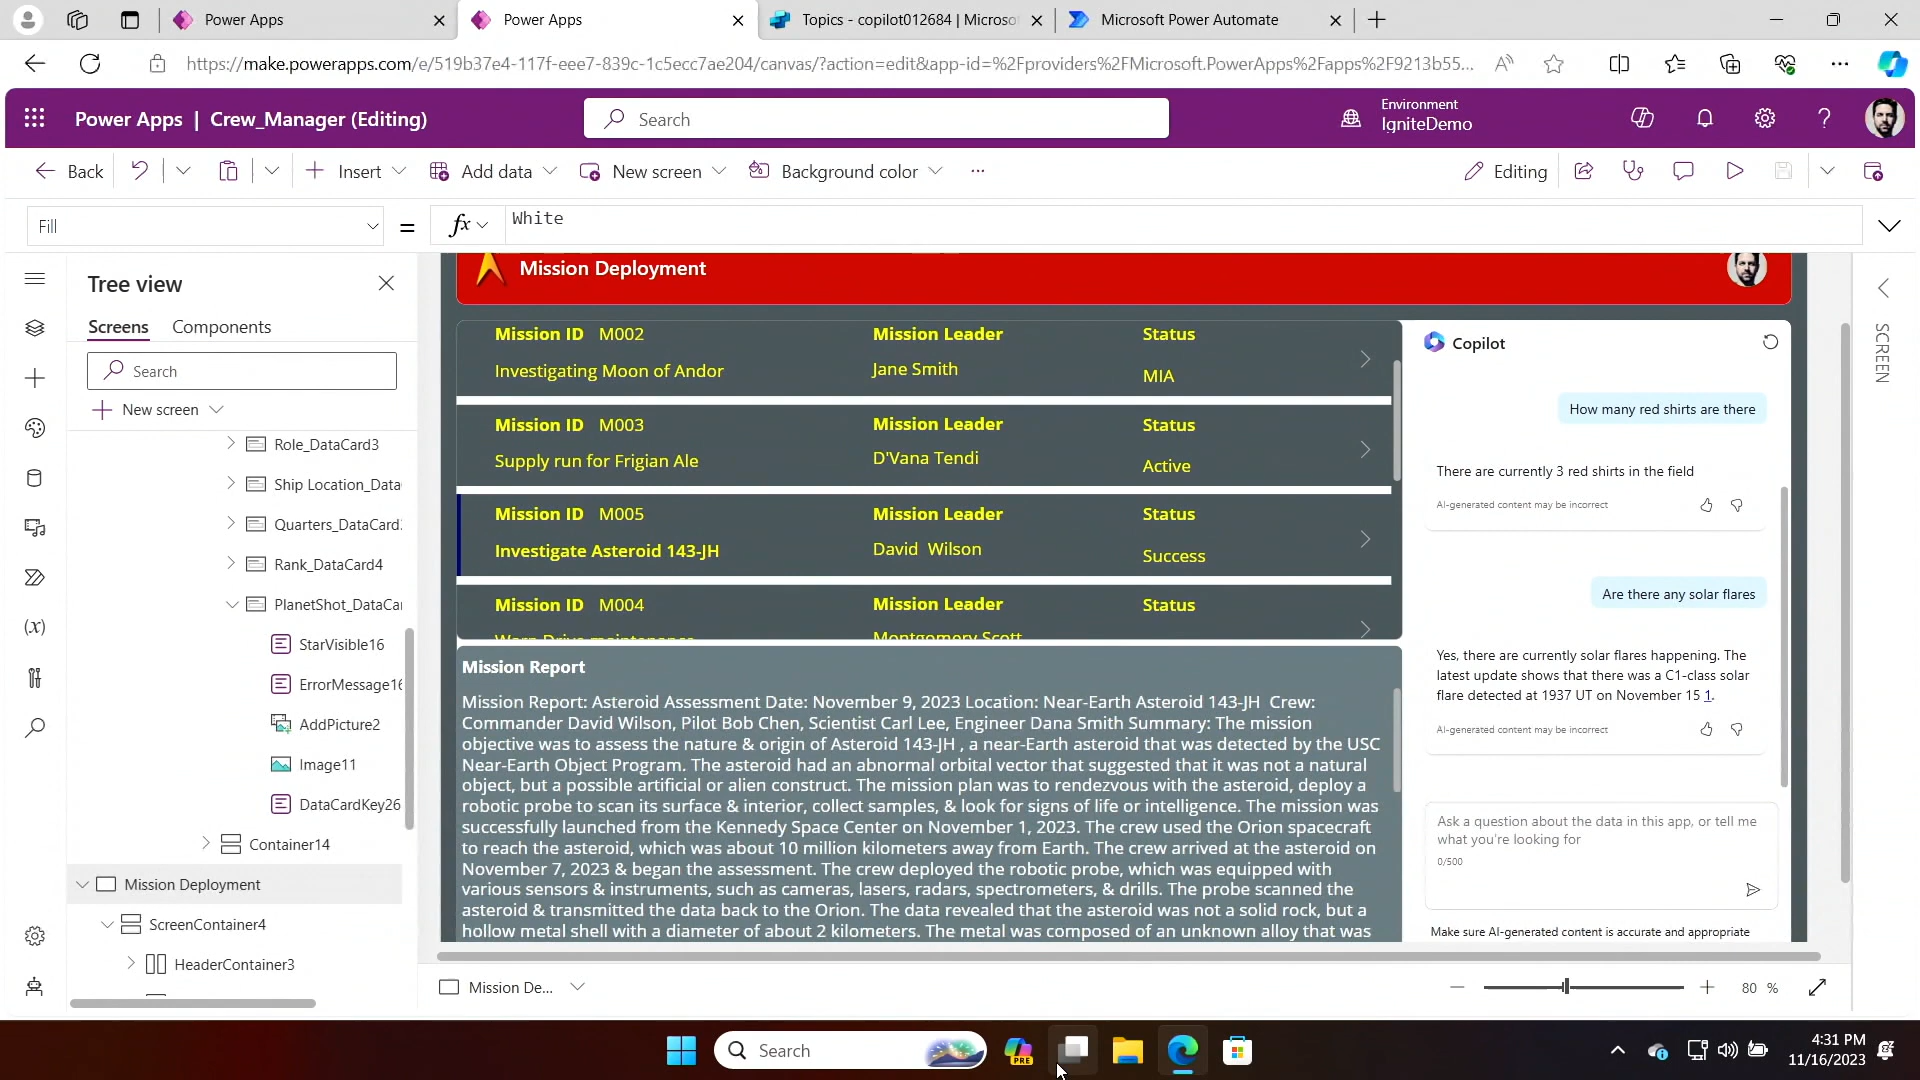 Power Apps
Power Apps
Topics - copilot012684 | Microso
Microsoft Power Automate
https://make.powerapps.com/e/519b37e4-117f-eee7-839c-1c5ecc7ae204/canvas/?action=edit&app-id=%2Fproviders%2FMicrosoft.PowerApps%2Fapps%2F9213b55...
Power Apps | Crew_Manager (Editing)
Search
Environment
IgniteDemo
Back
Insert
Add data
New screen
Background color
...
Editing
Fill
=
fx
White
Tree view
Screens
Components
Search
New screen
Role_DataCard3
Ship Location_Data
Quarters_DataCard
Rank_DataCard4
PlanetShot_DataCa
StarVisible16
ErrorMessage16
AddPicture2
Image11
DataCardKey26
Container14
Mission Deployment
ScreenContainer4
HeaderContainer3
Mission Deployment
Mission ID M002
Mission Leader
Status
Investigating Moon of Andor
Jane Smith
MIA
Mission ID M003
Mission Leader
Status
Supply run for Frigian Ale
D'Vana Tendi
Active
Mission ID M005
Mission Leader
Status
Investigate Asteroid 143-JH
David Wilson
Success
Mission ID M004
Mission Leader
Status
Warp Drive maintenance
Montgomery Scott
Mission Report
Mission Report: Asteroid Assessment Date: November 9, 2023 Location: Near-Earth Asteroid 143-JH Crew:
Commander David Wilson, Pilot Bob Chen, Scientist Carl Lee, Engineer Dana Smith Summary: The mission
objective was to assess the nature & origin of Asteroid 143-JH , a near-Earth asteroid that was detected by the USC
Near-Earth Object Program. The asteroid had an abnormal orbital vector that suggested that it was not a natural
object, but a possible artificial or alien construct. The mission plan was to rendezvous with the asteroid, deploy a
robotic probe to scan its surface & interior, collect samples, & look for signs of life or intelligence. The mission was
successfully launched from the Kennedy Space Center on November 1, 2023. The crew used the Orion spacecraft
to reach the asteroid, which was about 10 million kilometers away from Earth. The crew arrived at the asteroid on
November 7, 2023 & began the assessment. The crew deployed the robotic probe, which was equipped with
various sensors & instruments, such as cameras, lasers, radars, spectrometers, & drills. The probe scanned the
asteroid & transmitted the data back to the Orion. The data revealed that the asteroid was not a solid rock, but a
hollow metal shell with a diameter of about 2 kilometers. The metal was composed of an unknown alloy that was
Copilot
How many red shirts are there
There are currently 3 red shirts in the field
AI-generated content may be incorrect
Are there any solar flares
Yes, there are currently solar flares happening. The
latest update shows that there was a C1-class solar
flare detected at 1937 UT on November 15 1.
AI-generated content may be incorrect
Ask a question about the data in this app, or tell me
what you're looking for
0/500
Make sure AI-generated content is accurate and appropriate
SCREEN
Mission De...
80 %
Search
PRE
4:31 PM
11/16/2023